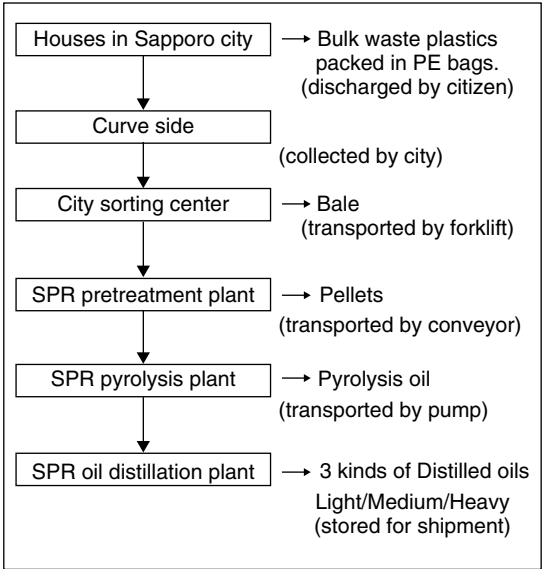 Houses in Sapporo city
Bulk waste plastics
packed in PE bags.
(discharged by citizen)
Curve side
(collected by city)
City sorting center
Bale
(transported by forklift)
SPR pretreatment plant
Pellets
(transported by conveyor)
SPR pyrolysis plant
Pyrolysis oil
(transported by pump)
SPR oil distillation plant
3 kinds of Distilled oils
Light/Medium/Heavy
(stored for shipment)